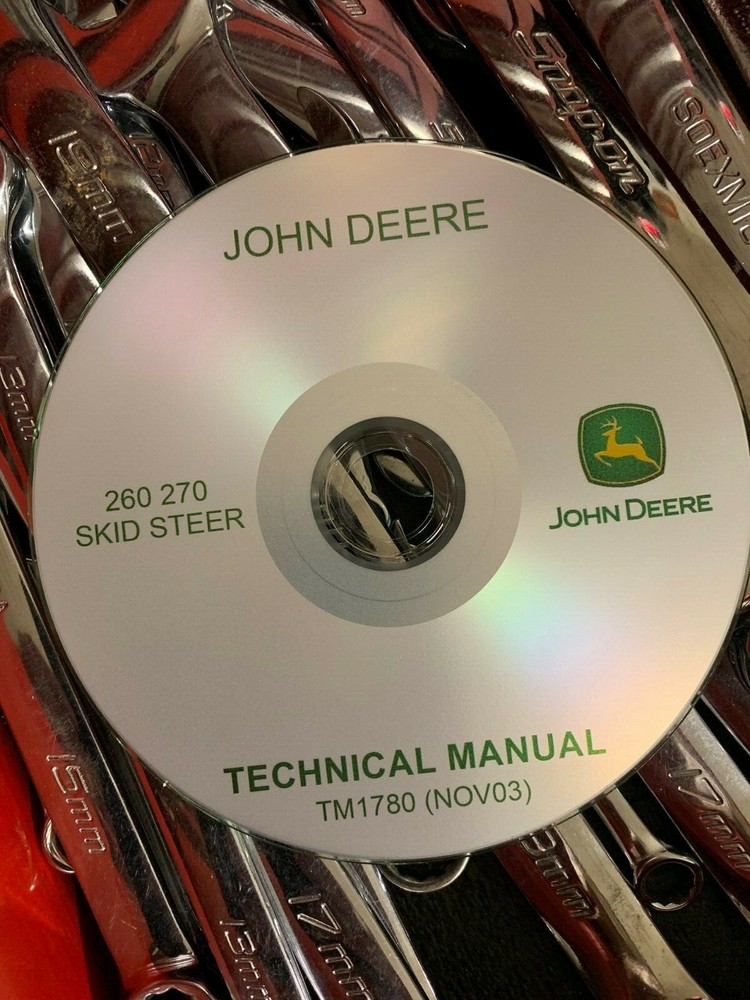 Snap-on
SOEXM
19mm
JOHN DEERE
13mm
260 270
SKID STEER
JOHN DEERE
TECHNICAL MANUAL
TM1780 (NOV03)
15mm
17mm
13mm
17mm